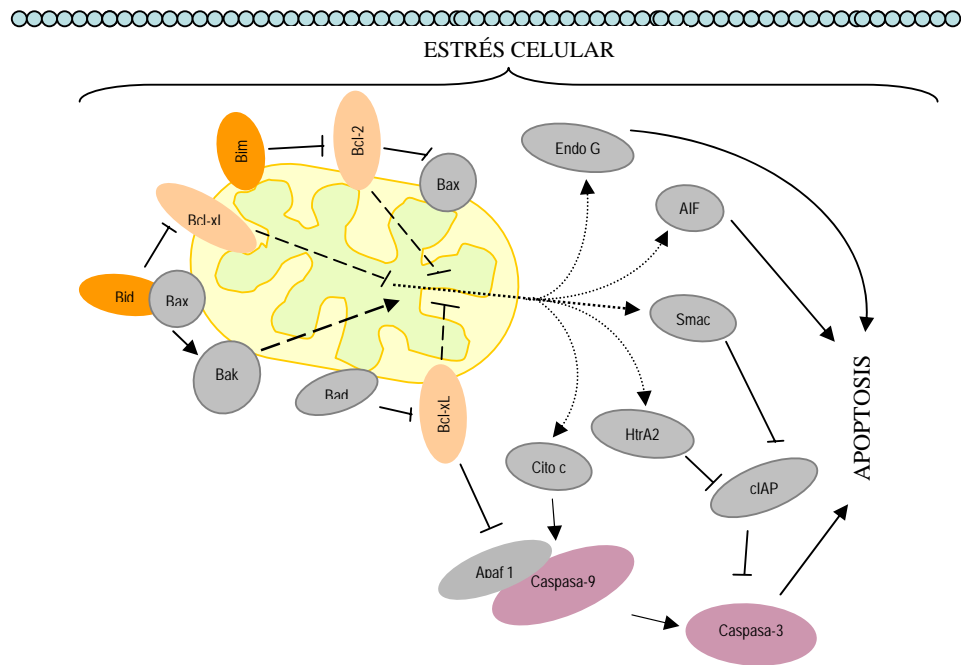 ESTRÉS CELULAR
Bim
Bcl-2
Bax
Endo G
AIF
Bcl-xL
Bid
Bax
Smac
Bak
Bad
Bcl-xL
HtrA2
Cito c
cIAP
APOPTOSIS
Apaf 1
Caspasa-9
Caspasa-3